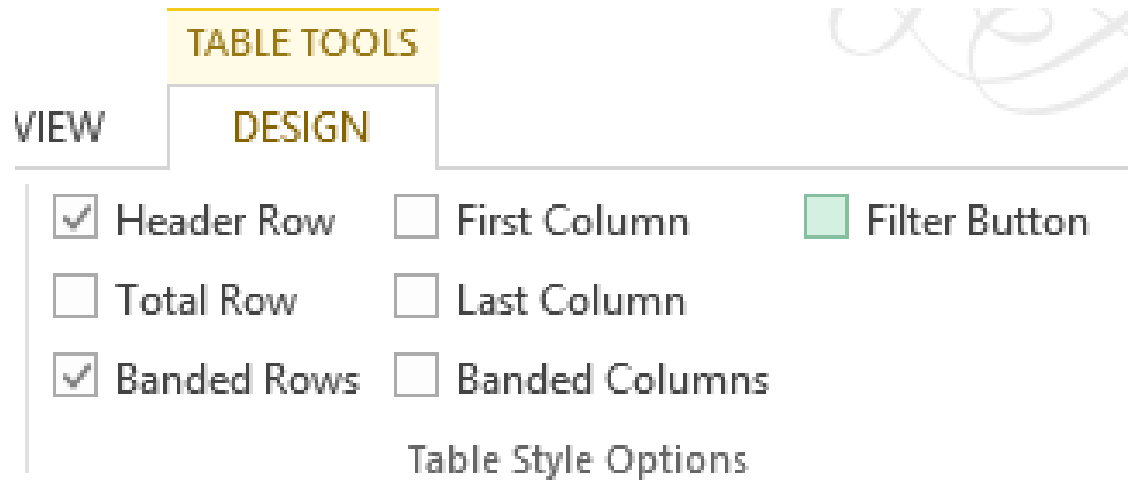 TABLE TOOLS
VIEW DESIGN
Header Row First Column Filter Button
Total Row Last Column
Banded Rows Banded Columns
Table Style Options